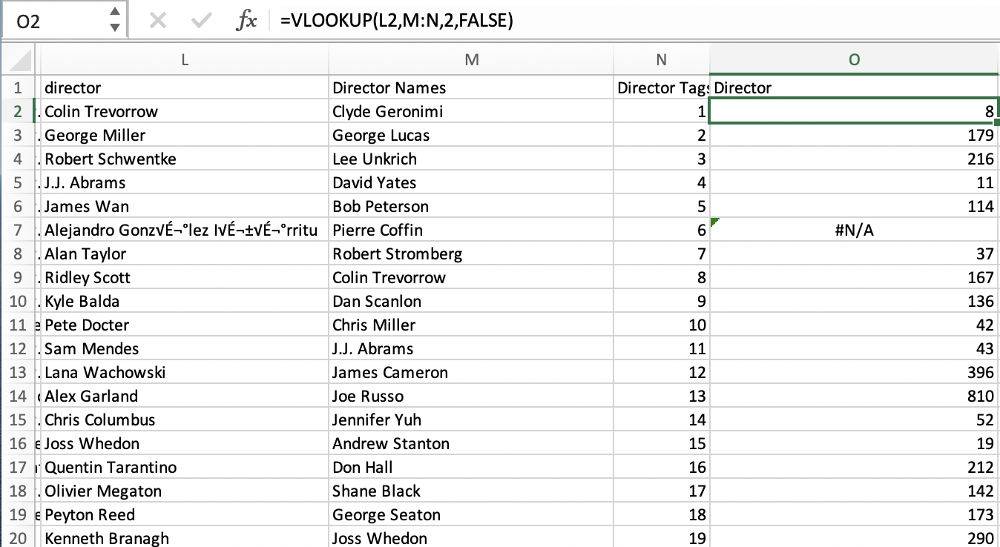 O2 fx =VLOOKUP(L2,M:N,2,FALSE)
L M N O
1 director Director Names Director Tags Director
2 . Colin Trevorrow Clyde Geronimi 1 8
3 . George Miller George Lucas 2 179
4 . Robert Schwentke Lee Unkrich 3 216
5 . J.J. Abrams David Yates 4 11
6 . James Wan Bob Peterson 5 114
7 . Alejandro Gonz√É¬°lez I√É¬±√É¬°rritu Pierre Coffin 6 #N/A
8 . Alan Taylor Robert Stromberg 7 37
9 . Ridley Scott Colin Trevorrow 8 167
10 . Kyle Balda Dan Scanlon 9 136
11 e Pete Docter Chris Miller 10 42
12 . Sam Mendes J.J. Abrams 11 43
13 . Lana Wachowski James Cameron 12 396
14 Alex Garland Joe Russo 13 810
15 . Chris Columbus Jennifer Yuh 14 52
16 e Joss Whedon Andrew Stanton 15 19
17 Quentin Tarantino Don Hall 16 212
18 . Olivier Megaton Shane Black 17 142
19 e Peyton Reed George Seaton 18 173
20 Kenneth Branagh Joss Whedon 19 290